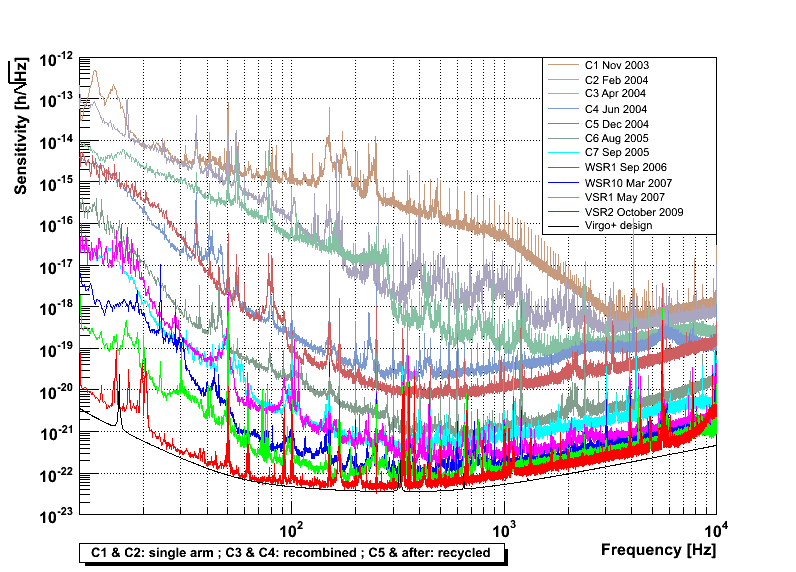 Sensitivity [h/√Hz]
10⁻¹²
10⁻¹³
10⁻¹⁴
10⁻¹⁵
10⁻¹⁶
10⁻¹⁷
10⁻¹⁸
10⁻¹⁹
10⁻²⁰
10⁻²¹
10⁻²²
10⁻²³
C1 Nov 2003
C2 Feb 2004
C3 Apr 2004
C4 Jun 2004
C5 Dec 2004
C6 Aug 2005
C7 Sep 2005
WSR1 Sep 2006
WSR10 Mar 2007
VSR1 May 2007
VSR2 October 2009
Virgo+ design
10² 10³ 10⁴
Frequency [Hz]
C1 & C2: single arm ; C3 & C4: recombined ; C5 & after: recycled